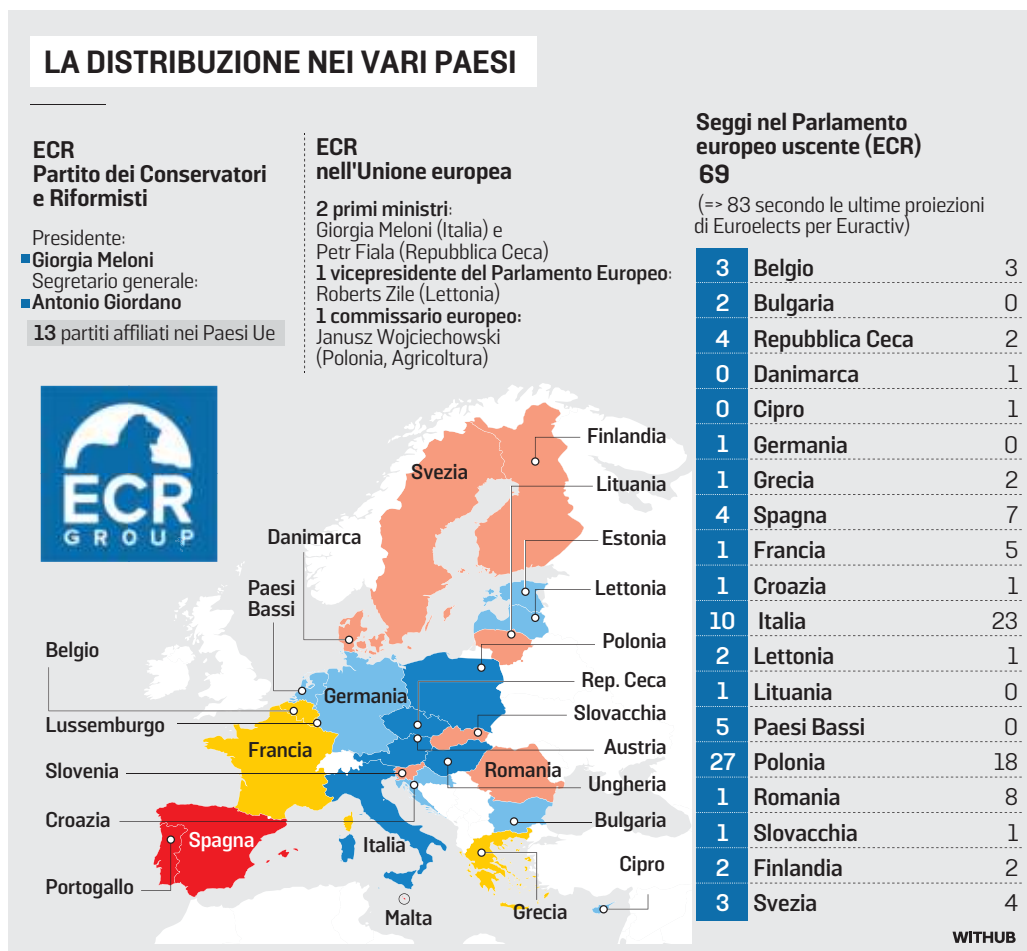 LA DISTRIBUZIONE NEI VARI PAESI
ECR
Partito dei Conservatori
e Riformisti
Presidente:
Giorgia Meloni
Segretario generale:
Antonio Giordano
13 partiti affiliati nei Paesi Ue
ECR
nell'Unione europea
2 primi ministri:
Giorgia Meloni (Italia) e
Petr Fiala (Repubblica Ceca)
1 vicepresidente del Parlamento Europeo:
Roberts Zile (Lettonia)
1 commissario europeo:
Janusz Wojciechowski
(Polonia, Agricoltura)
Seggi nel Parlamento
europeo uscente (ECR)
69
(=> 83 secondo le ultime proiezioni
di Euroelects per Euractiv)
3 Belgio 3
2 Bulgaria 0
4 Repubblica Ceca 2
0 Danimarca 1
0 Cipro 1
1 Germania 0
1 Grecia 2
4 Spagna 7
1 Francia 5
1 Croazia 1
10 Italia 23
2 Lettonia 1
1 Lituania 0
5 Paesi Bassi 0
27 Polonia 18
1 Romania 8
1 Slovacchia 1
2 Finlandia 2
3 Svezia 4
ECR
GROUP
Finlandia
Svezia
Lituania
Danimarca
Estonia
Paesi
Bassi
Lettonia
Belgio
Polonia
Germania
Rep. Ceca
Lussemburgo
Slovacchia
Francia
Austria
Slovenia
Romania
Ungheria
Croazia
Bulgaria
Spagna
Italia
Cipro
Portogallo
Malta
Grecia
WITHUB